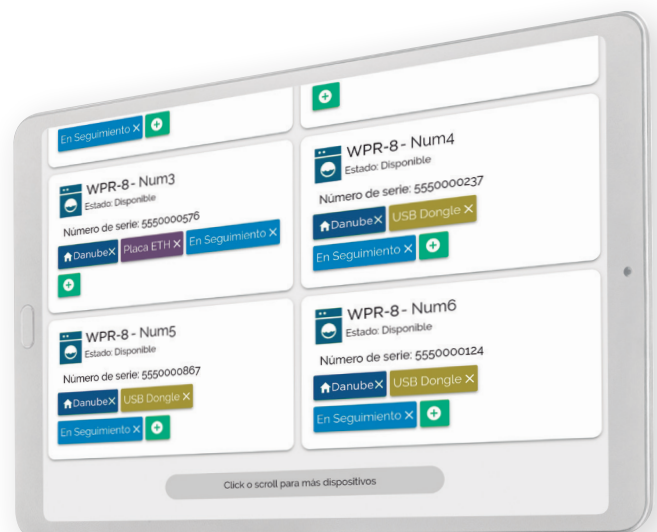 En Seguimiento X
WPR-8 - Num3
Estado: Disponible
Número de serie: 5550000576
Danube X Placa ETH X En Seguimiento X
WPR-8 - Num4
Estado: Disponible
Número de serie: 5550000237
Danube X USB Dongle X
En Seguimiento X
WPR-8 - Num5
Estado: Disponible
Número de serie: 5550000867
Danube X USB Dongle X
En Seguimiento X
WPR-8 - Num6
Estado: Disponible
Número de serie: 5550000124
Danube X USB Dongle X
En Seguimiento X
Click o scroll para más dispositivos